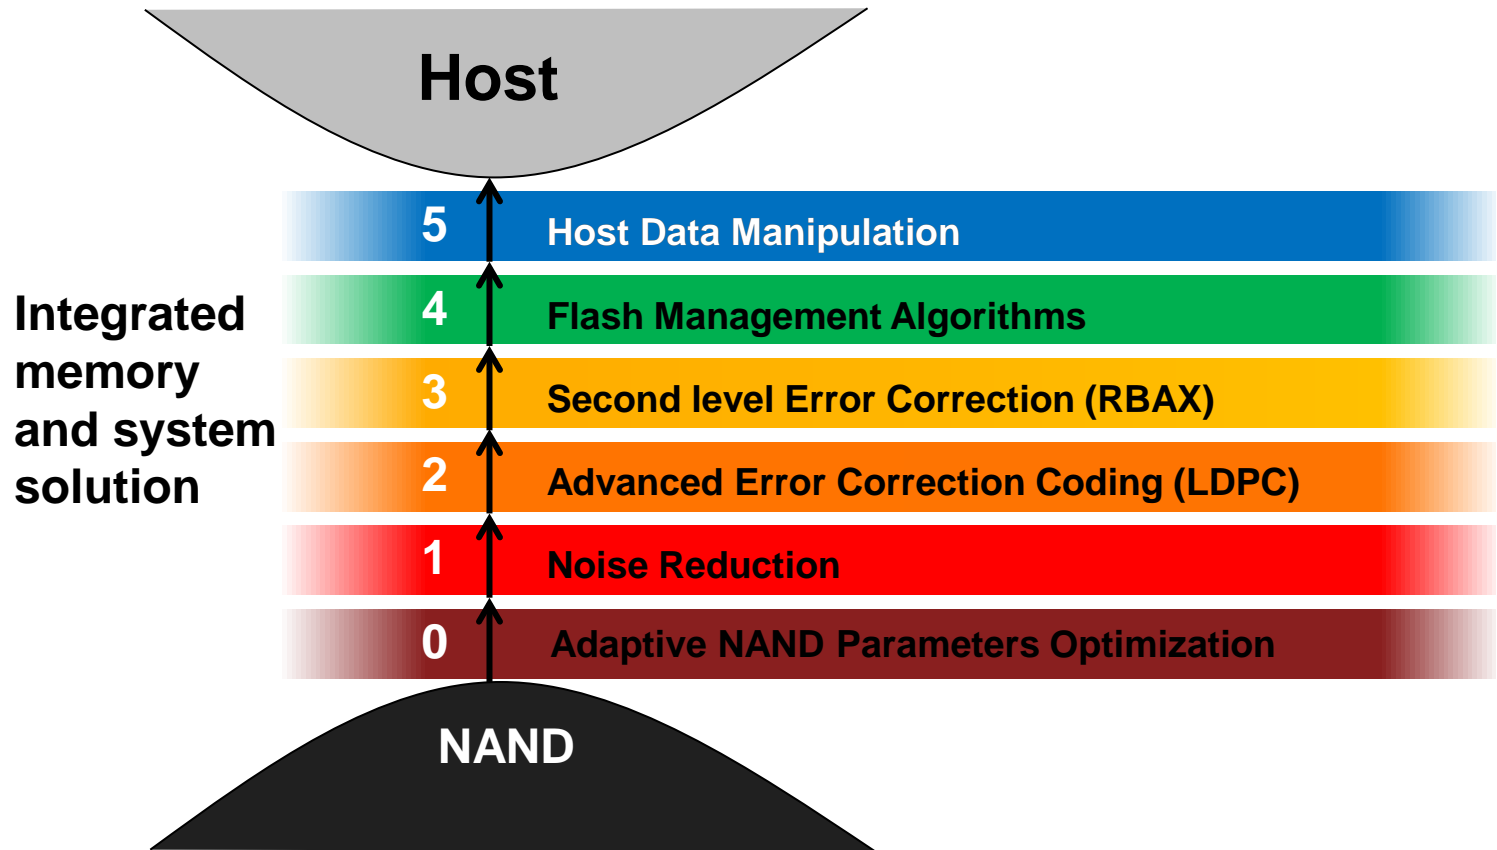 Host
5 Host Data Manipulation
4 Flash Management Algorithms
Integrated
memory
and system
solution
3 Second level Error Correction (RBAX)
2 Advanced Error Correction Coding (LDPC)
1 Noise Reduction
0 Adaptive NAND Parameters Optimization
NAND